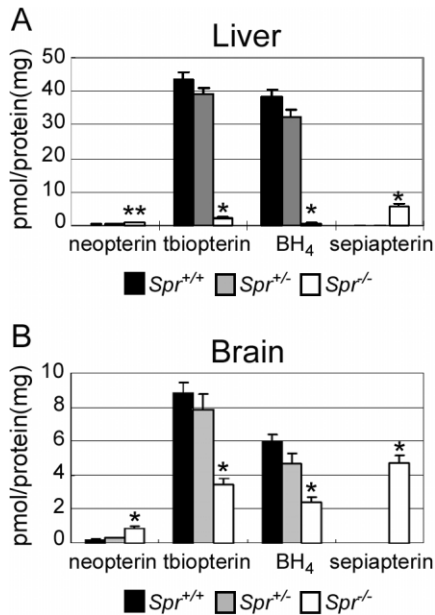 A
Liver
pmol/protein(mg)
50
40
30
20
10
0
** * * *
neopterin tbiopterin BH₄ sepiapterin
Spr+/+ Spr+/- Spr-/-
B
Brain
pmol/protein(mg)
10
8
6
4
2
0
* * * *
neopterin tbiopterin BH₄ sepiapterin
Spr+/+ Spr+/- Spr-/-